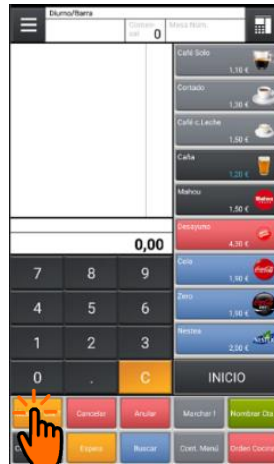 Diurno/Barra
Comen-
sal: 0
Mesa Num.
Café Solo
1,10 €
Cortado
1,30 €
Café c.Leche
1,50 €
Caña
1,20 €
Mahou
1,50 €
Desayuno
4,30 €
Cola
1,90 €
Zero
1,90 €
Nestea
2,00 €
0,00
7 8 9
4 5 6
1 2 3
0 . C
INICIO
Cancelar Anular Marchar ! Nombrar Cta
Espera Buscar Cont. Menú Orden Cocina